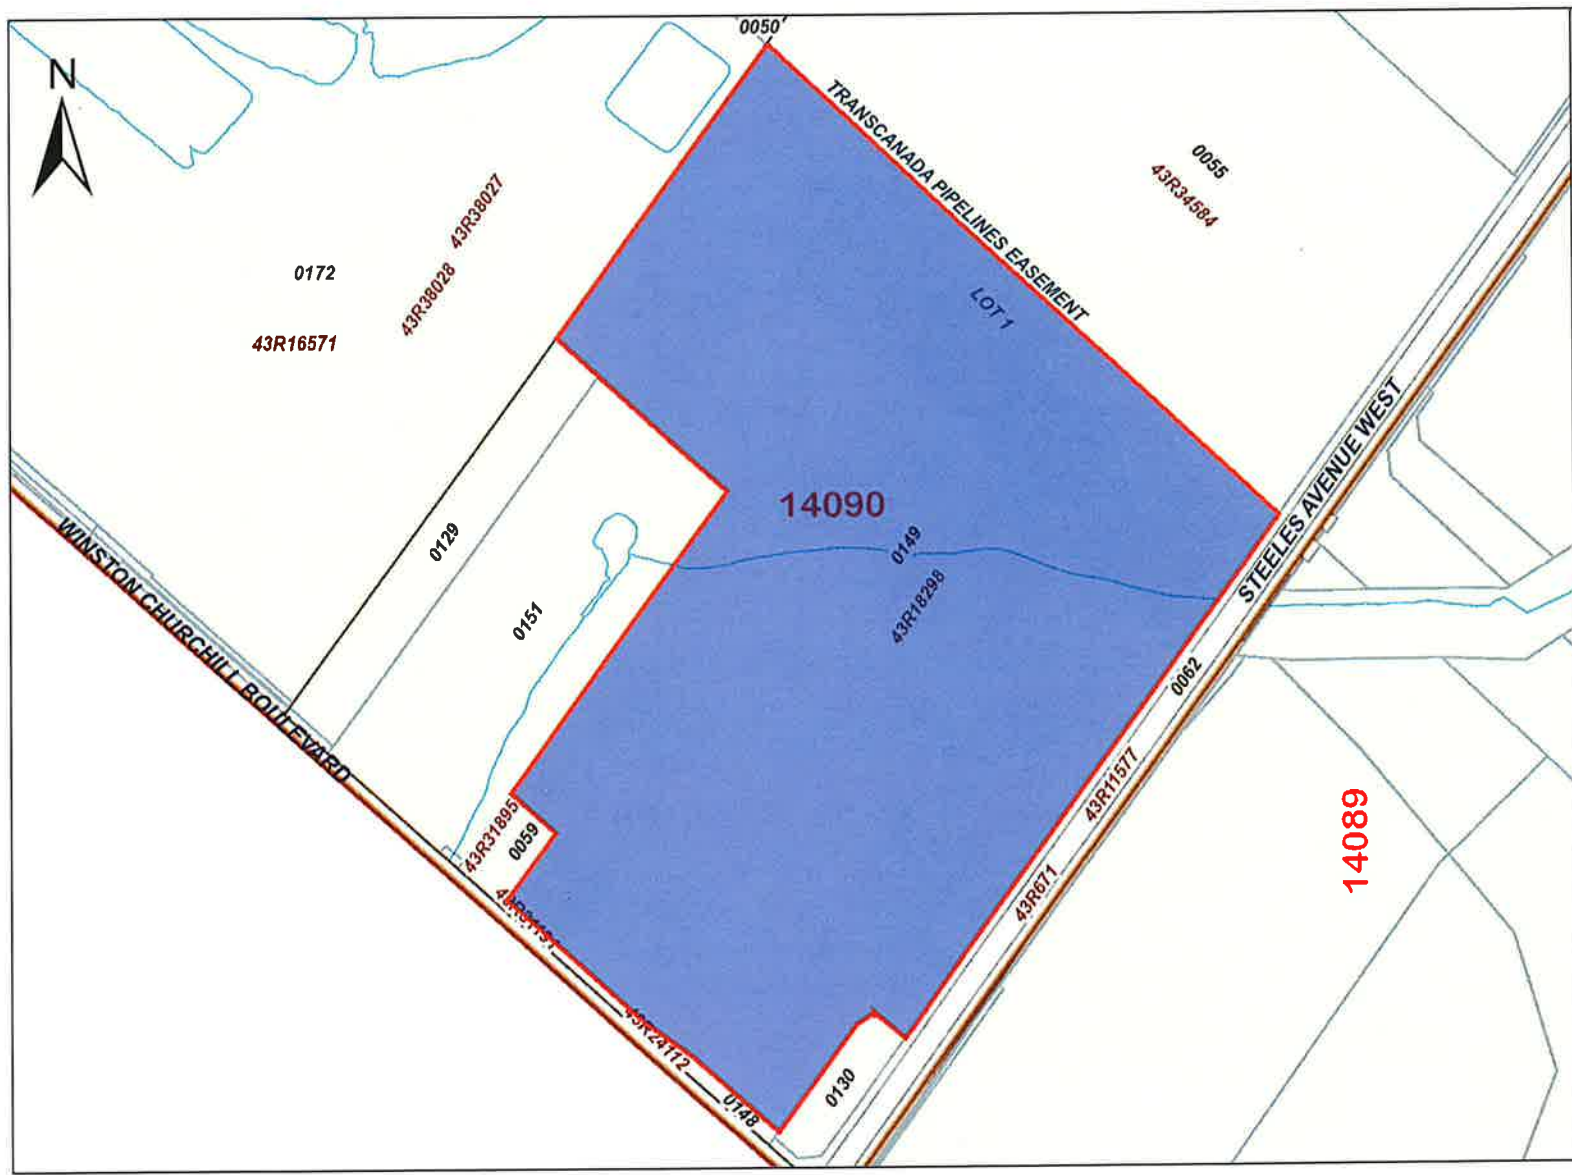 0050'
N
TRANSCANADA PIPELINES EASEMENT
0055
43R34584
43R38027
0172
43R38028
43R16571
LOT 1
STEELES AVENUE WEST
14090
0129
0149
43R18298
0151
WINSTON CHURCHILL BOULEVARD
0062
43R11577
14089
43R31895
0059
43R671
43R24112
0130
0148